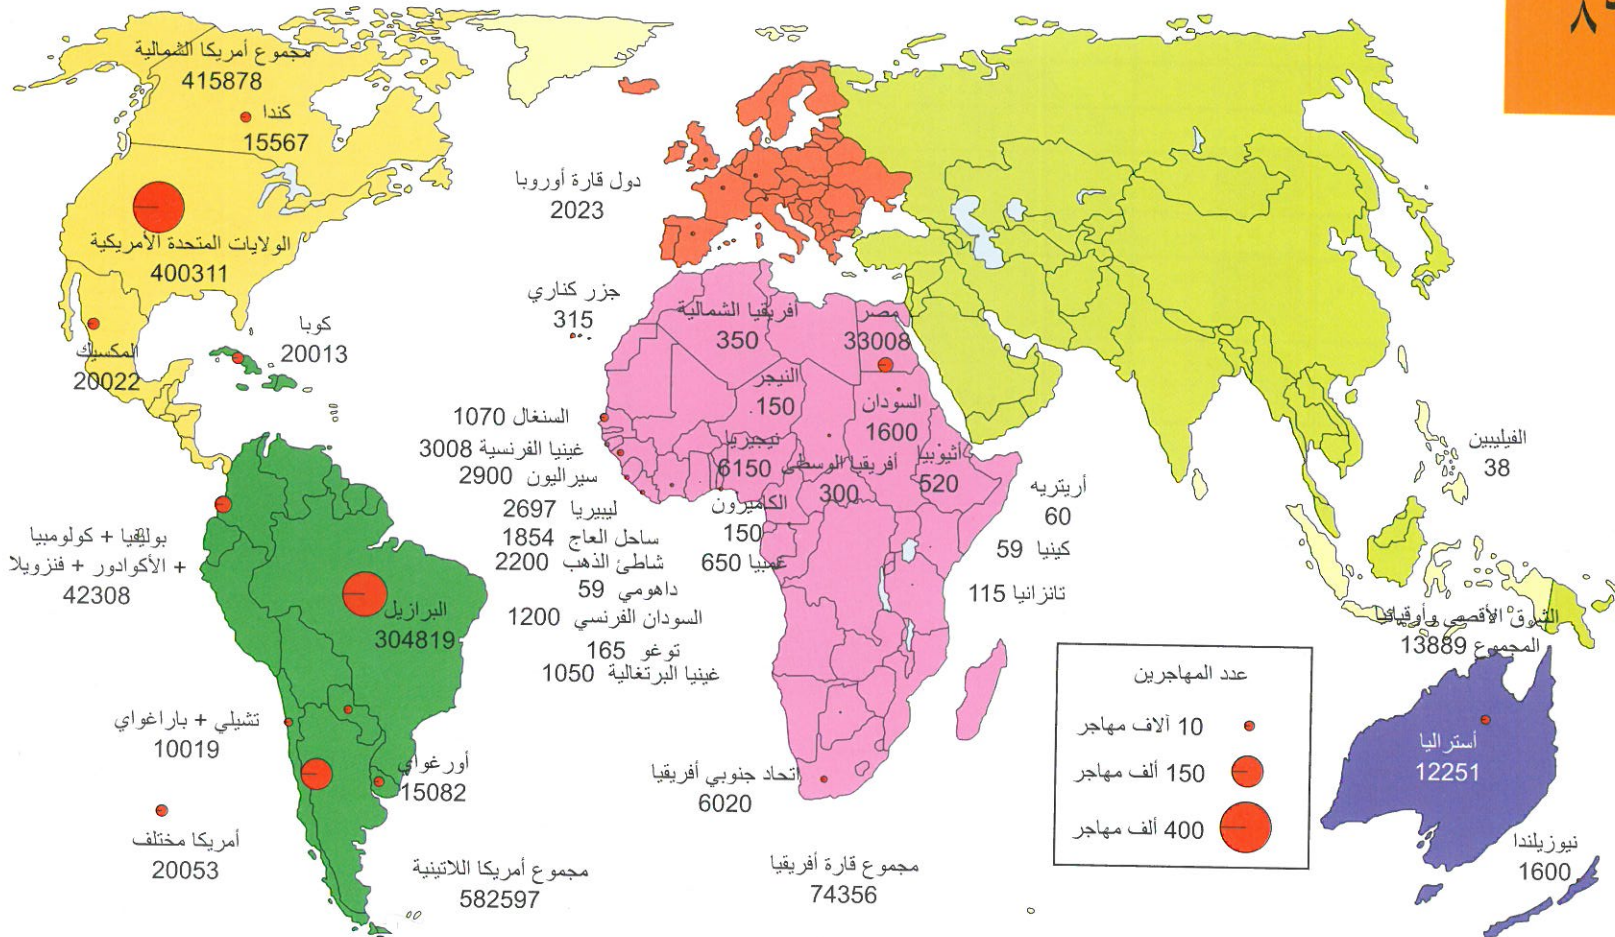 ٨
مجموع أمريكا الشمالية
415878
كندا
15567
الولايات المتحدة الأمريكية
400311
المكسيك
20022
كوبا
20013
دول قارة أوروبا
2023
جزر كناري
315
أفريقيا الشمالية
350
مصر
33008
النيجر
150.
السودان
1600
نيجيريا
6150
أفريقيا الوسطى
300
أثيوبيا
520
الكاميرون
150
غمبيا 650
السنغال 1070
غينيا الفرنسية 3008
سيراليون 2900
ليبيريا 2697
ساحل العاج 1854
شاطئ الذهب 2200
داهومي 59
السودان الفرنسي 1200
توغو 165
غينيا البرتغالية 1050
أريتريه
60
كينيا 59
تانزانيا 115
اتحاد جنوبي أفريقيا
6020
مجموع قارة أفريقيا
74356
بوليفيا + كولومبيا
+ الأكوادور + فنزويلا
42308
البرازيل
304819
تشيلي + باراغواي
10019
أورغواي
15082
أمريكا مختلف
20053
مجموع أمريكا اللاتينية
582597
الفيليبين
38
الشرق الأقصى وأوقيانيا
المجموع 13889
أستراليا
12251
نيوزيلندا
1600
عدد المهاجرين
10 آلاف مهاجر
150 ألف مهاجر
400 ألف مهاجر